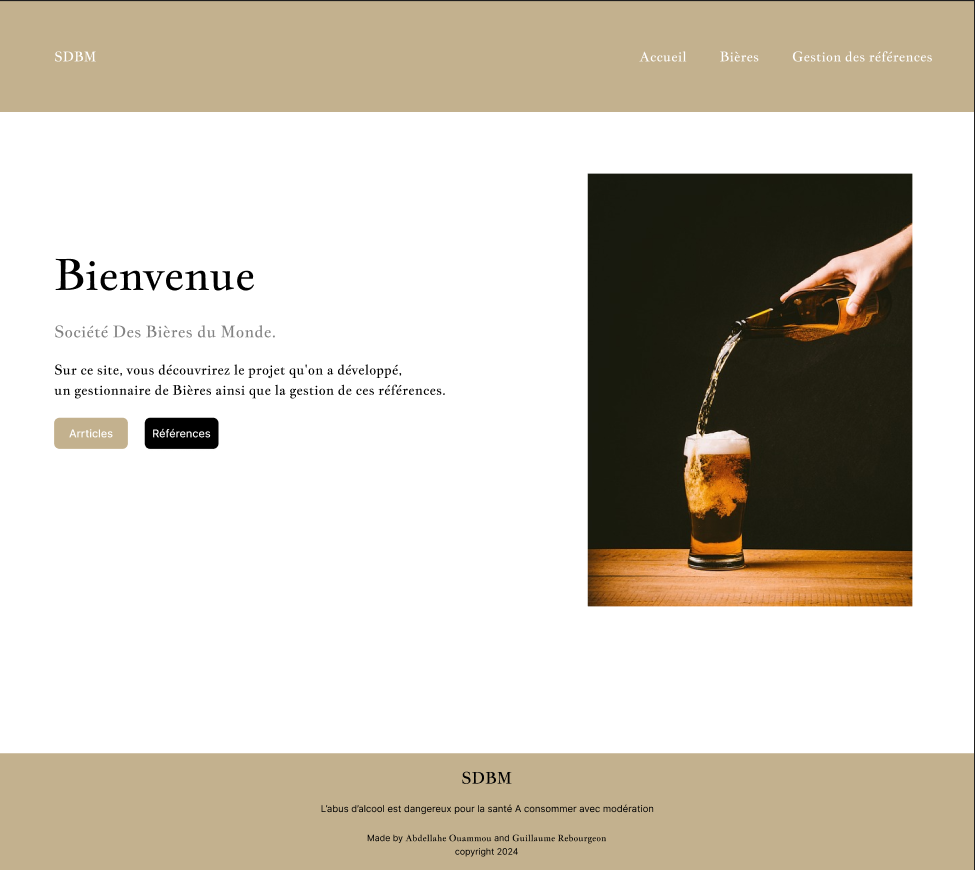 SDBM
Accueil
Bières
Gestion des références
Bienvenue
Société Des Bières du Monde.
Sur ce site, vous découvrirez le projet qu'on a développé,
un gestionnaire de Bières ainsi que la gestion de ces références.
Arrticles
Références
SDBM
L'abus d'alcool est dangereux pour la santé A consommer avec modération
Made by Abdellahe Ouammou and Guillaume Rebourgeon
copyright 2024